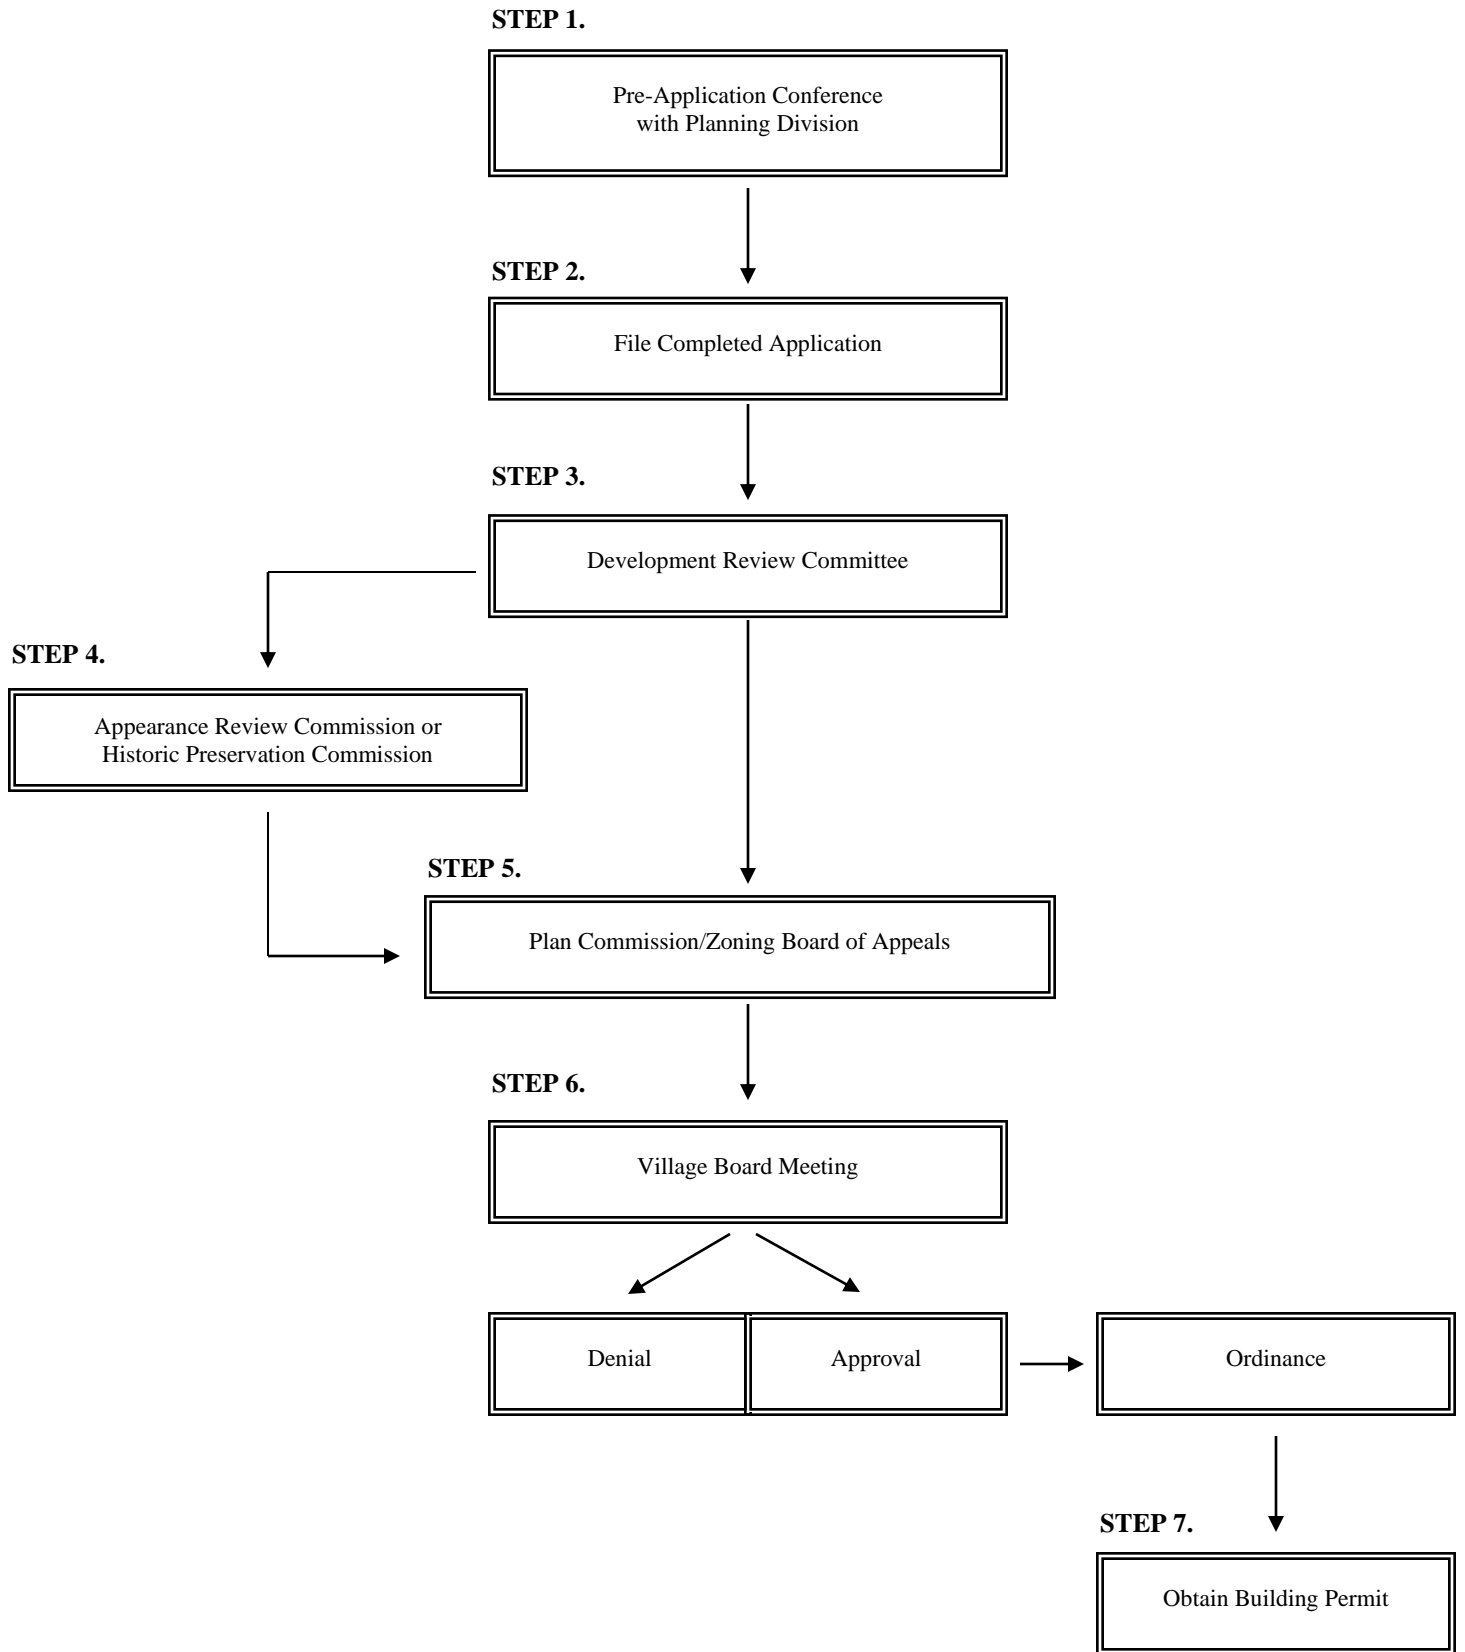 STEP 1.
Pre-Application Conference
with Planning Division
STEP 2.
File Completed Application
STEP 3.
Development Review Committee
STEP 4.
Appearance Review Commission or
Historic Preservation Commission
STEP 5.
Plan Commission/Zoning Board of Appeals
STEP 6.
Village Board Meeting
Denial
Approval
Ordinance
STEP 7.
Obtain Building Permit